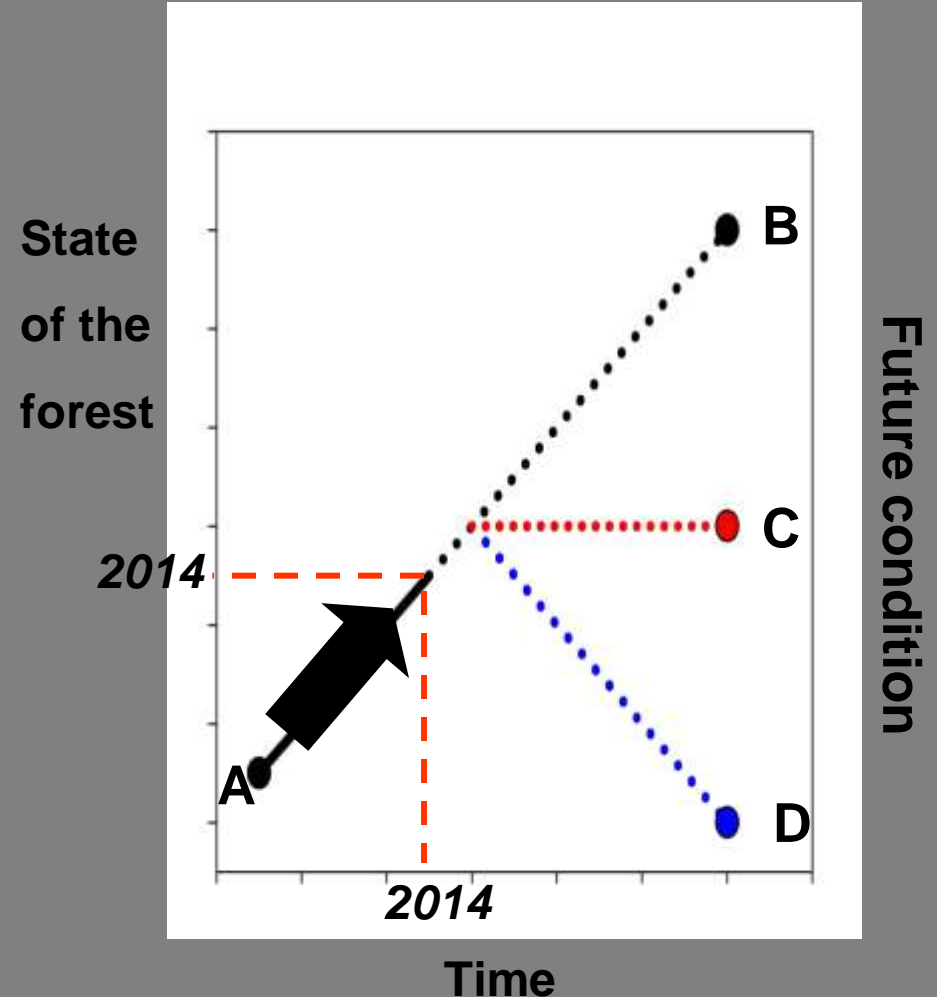 State
of the
forest
B
Future condition
C
2014
A
D
2014
Time